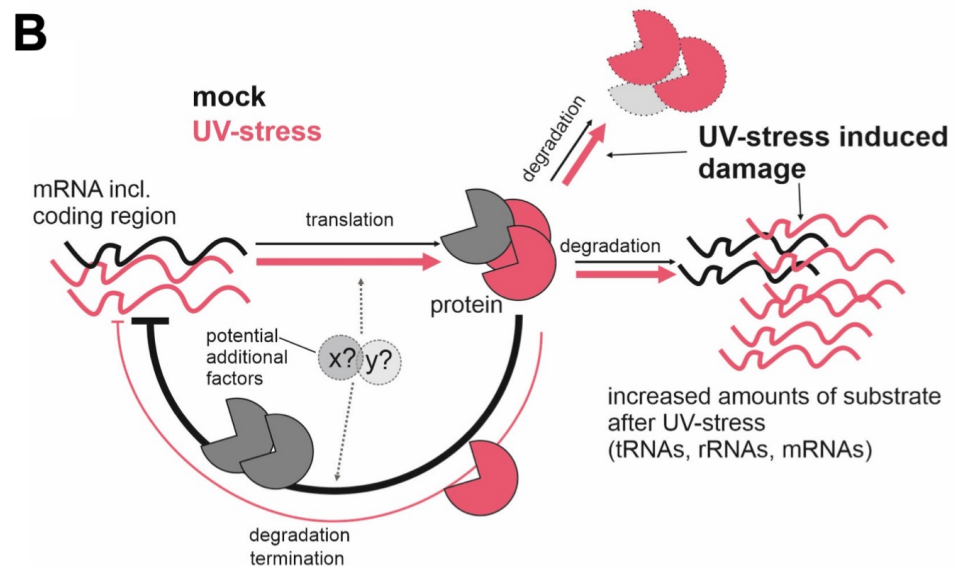 B
mock
UV-stress
mRNA incl.
coding region
translation
degradation
UV-stress induced
damage
degradation
protein
potential
additional
factors
x?
y?
increased amounts of substrate
after UV-stress
(tRNAs, rRNAs, mRNAs)
degradation
termination